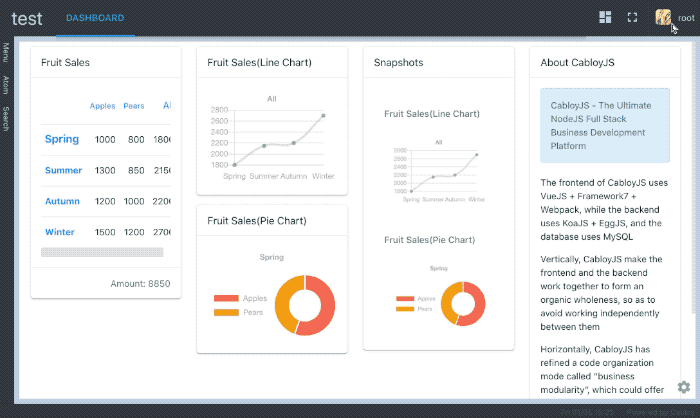 test
DASHBOARD
root
Menu
Atom
Search
Fruit Sales
Apples Pears
Spring 1000 800 1800
Summer 1300 850
Autumn 1200 1000
Winter 1500 1200
Amount: 8850
Fruit Sales(Line Chart)
All
2800
2600
2400
2200
2000
1800
Spring Summer Autumn Winter
Fruit Sales(Pie Chart)
Spring
Apples
Pears
Snapshots
Fruit Sales(Line Chart)
All
2800
2600
2400
2200
2000
1800
Spring Summer Autumn Winter
Fruit Sales(Pie Chart)
Spring
Apples
Pears
About CabloyJS
CabloyJS - The Ultimate
NodeJS Full Stack
Business Development
Platform
The frontend of CabloyJS uses
VueJS + Framework7 +
Webpack, while the backend
uses KoaJS + EggJS, and the
database uses MySQL
Vertically, CabloyJS make the
frontend and the backend
work together to form an
organic wholeness, so as to
avoid working independently
between them
Horizontally, CabloyJS has
refined a code organization
mode called "business
modularity", which could offer
Powered by Cabloy